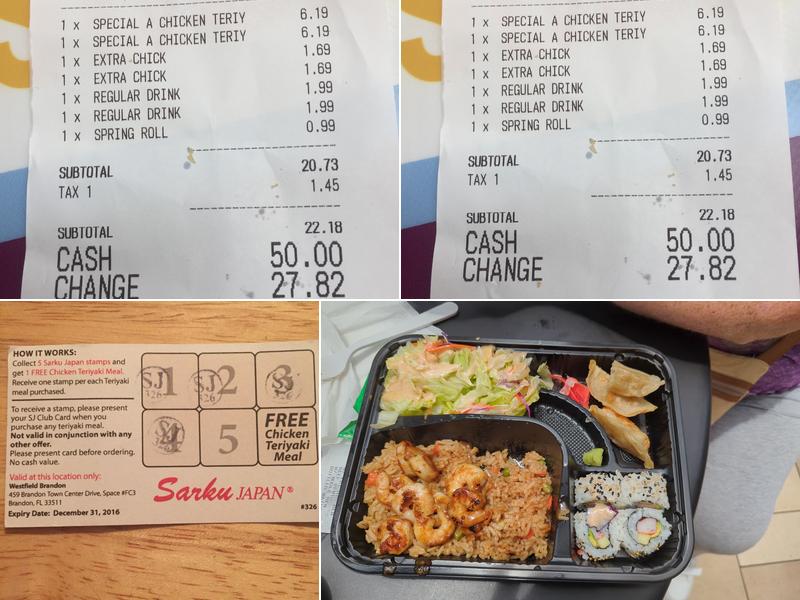 1 x SPECIAL A CHICKEN TERIY 6.19
1 x SPECIAL A CHICKEN TERIY 6.19
1 x EXTRA CHICK 1.69
1 x EXTRA CHICK 1.69
1 x REGULAR DRINK 1.99
1 x REGULAR DRINK 1.99
1 x SPRING ROLL 0.99
SUBTOTAL 20.73
TAX 1 1.45
SUBTOTAL 22.18
CASH 50.00
CHANGE 27.82
1 x SPECIAL A CHICKEN TERIY 6.19
1 x SPECIAL A CHICKEN TERIY 6.19
1 x EXTRA CHICK 1.69
1 x EXTRA CHICK 1.69
1 x REGULAR DRINK 1.99
1 x REGULAR DRINK 1.99
1 x SPRING ROLL 0.99
SUBTOTAL 20.73
TAX 1 1.45
SUBTOTAL 22.18
CASH 50.00
CHANGE 27.82
HOW IT WORKS:
Collect 5 Sarku Japan stamps and
get 1 FREE Chicken Teriyaki Meal.
Receive one stamp per each Teriyaki
meal purchased.
To receive a stamp, please present
your SJ Club Card when you
purchase any teriyaki meal.
Not valid in conjunction with any
other offer.
Please present card before ordering.
No cash value.
Valid at this location only:
Westfield Brandon
459 Brandon Town Center Drive, Space #FC3
Brandon, FL 33511
Expiry Date: December 31, 2016
1 2 3
SJ 326 SJ 326 SJ 326
4 5 FREE
Chicken
Teriyaki
Meal
Sarku JAPAN®
#326